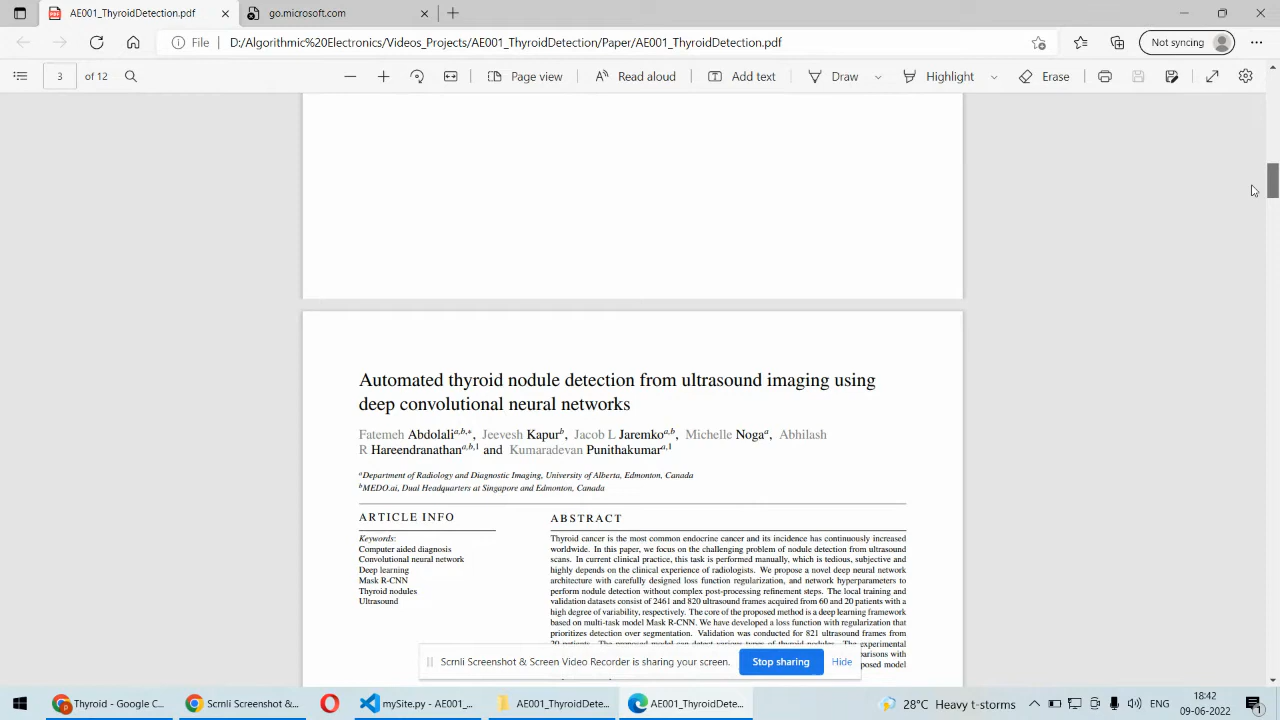 AE001_ThyroidDetection.pdf
go.microsoft.com
File
D:/Algorithmic%20Electronics/Videos_Projects/AE001_ThyroidDetection/Paper/AE001_ThyroidDetection.pdf
Not syncing
3 of 12
Page view
Read aloud
Add text
Draw
Highlight
Erase
Automated thyroid nodule detection from ultrasound imaging using
deep convolutional neural networks
Fatemeh Abdolali a,b,*, Jeevesh Kapur b, Jacob L Jaremko a,b, Michelle Noga a, Abhilash
R Hareendranathan a,b,1 and Kumaradevan Punithakumar a,1
a Department of Radiology and Diagnostic Imaging, University of Alberta, Edmonton, Canada
b MEDO.ai, Dual Headquarters at Singapore and Edmonton, Canada
ARTICLE INFO
Keywords:
Computer aided diagnosis
Convolutional neural network
Deep learning
Mask R-CNN
Thyroid nodules
Ultrasound
ABSTRACT
Thyroid cancer is the most common endocrine cancer and its incidence has continuously increased
worldwide. In this paper, we focus on the challenging problem of nodule detection from ultrasound
scans. In current clinical practice, this task is performed manually, which is tedious, subjective and
highly depends on the clinical experience of radiologists. We propose a novel deep neural network
architecture with carefully designed loss function regularization, and network hyperparameters to
perform nodule detection without complex post-processing refinement steps. The local training and
validation datasets consist of 2461 and 820 ultrasound frames acquired from 60 and 20 patients with a
high degree of variability, respectively. The core of the proposed method is a deep learning framework
based on multi-task model Mask R-CNN. We have developed a loss function with regularization that
prioritizes detection over segmentation. Validation was conducted for 821 ultrasound frames from
experimental
parisons with
posed model
Scrnli Screenshot & Screen Video Recorder is sharing your screen.
Stop sharing
Hide
Thyroid - Google C...
Scrnli Screenshot &...
mySite.py - AE001_...
AE001_ThyroidDete...
AE001_ThyroidDete...
28°C Heavy t-storms
ENG
18:42
09-06-2022
1